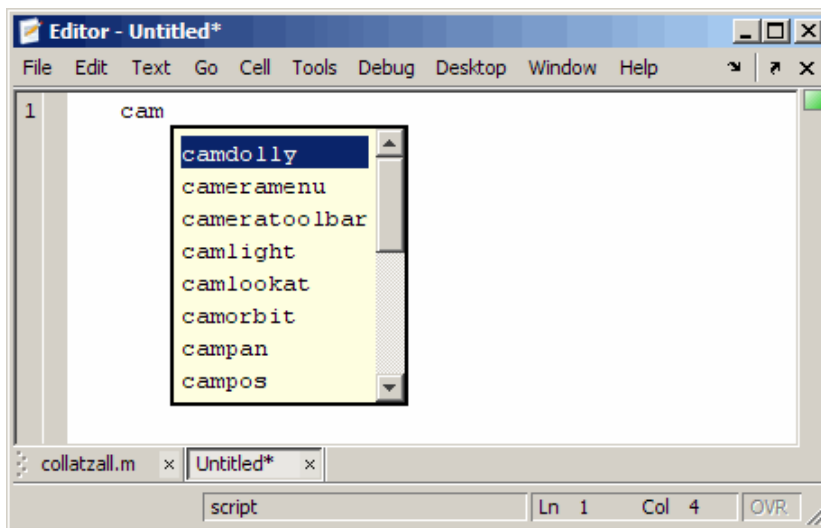 Editor - Untitled*
File Edit Text Go Cell Tools Debug Desktop Window Help
1 cam
camdolly
cameramenu
cameratoolbar
camlight
camlookat
camorbit
campan
campos
collatzall.m Untitled*
script Ln 1 Col 4 OVR